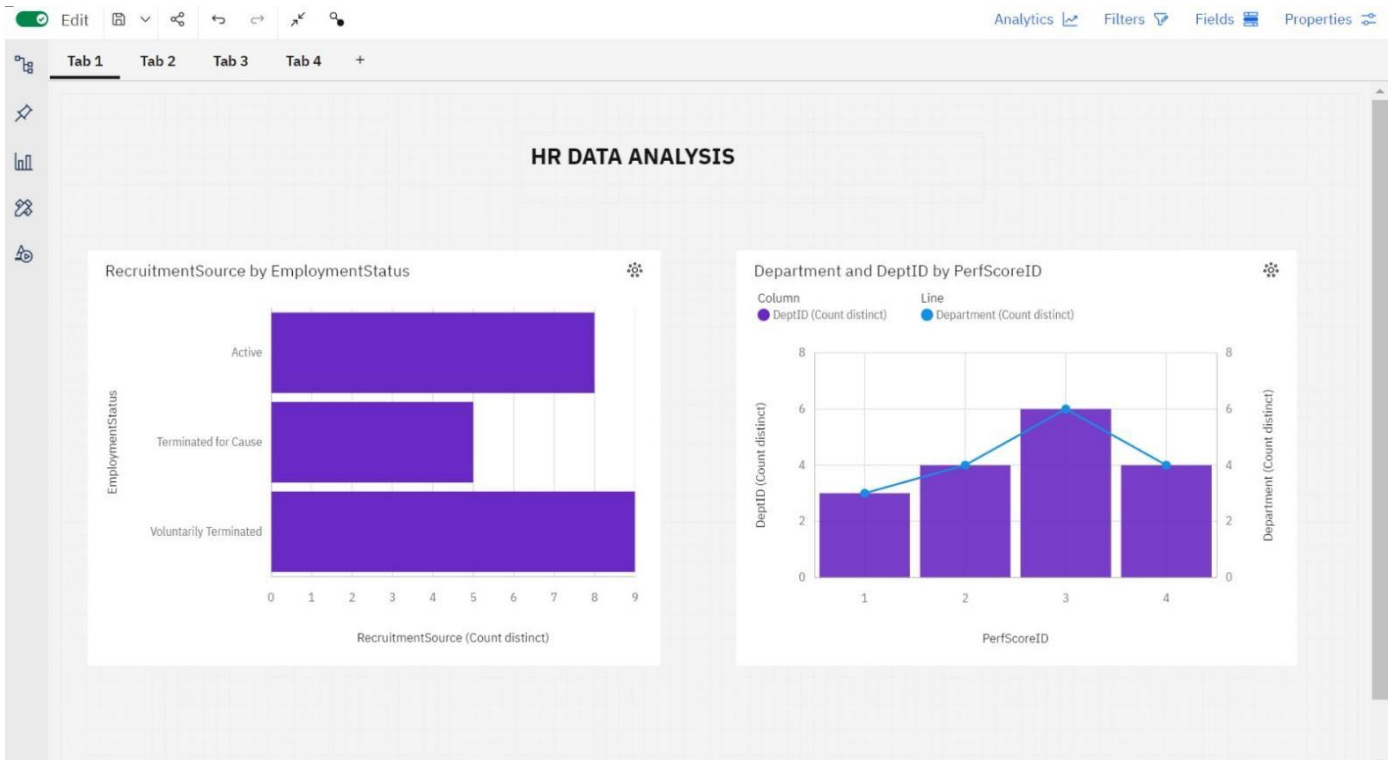 Edit
Analytics
Filters
Fields
Properties
Tab 1
Tab 2
Tab 3
Tab 4
+
HR DATA ANALYSIS
RecruitmentSource by EmploymentStatus
EmploymentStatus
Active
Terminated for Cause
Voluntarily Terminated
0 1 2 3 4 5 6 7 8 9
RecruitmentSource (Count distinct)
Department and DeptID by PerfScoreID
Column
DeptID (Count distinct)
Line
Department (Count distinct)
DeptID (Count distinct)
8
6
4
2
0
8
6
4
2
0
Department (Count distinct)
1 2 3 4
PerfScoreID